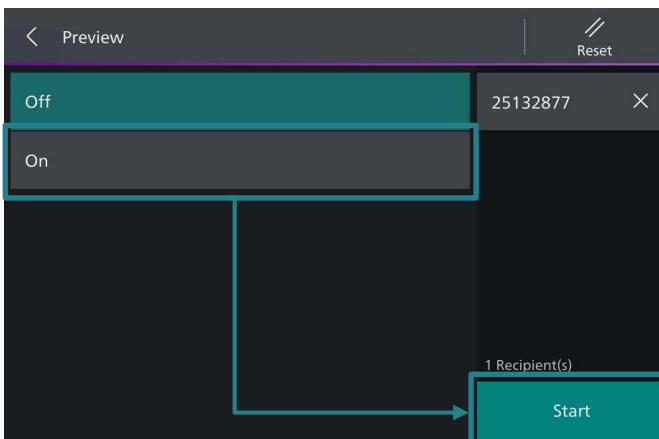 Preview
Reset
Off
25132877
On
1 Recipient(s)
Start